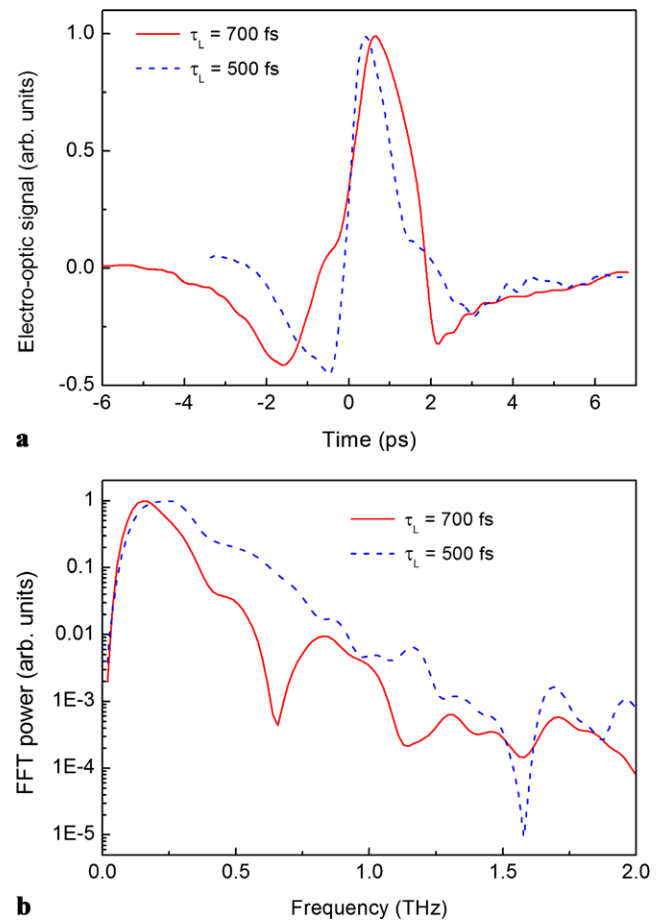 τL = 700 fs
τL = 500 fs
Electro-optic signal (arb. units)
1.0
0.5
0.0
-0.5
-6 -4 -2 0 2 4 6
a
Time (ps)
τL = 700 fs
τL = 500 fs
FFT power (arb. units)
1
0.1
0.01
1E-3
1E-4
1E-5
0.0 0.5 1.0 1.5 2.0
b
Frequency (THz)